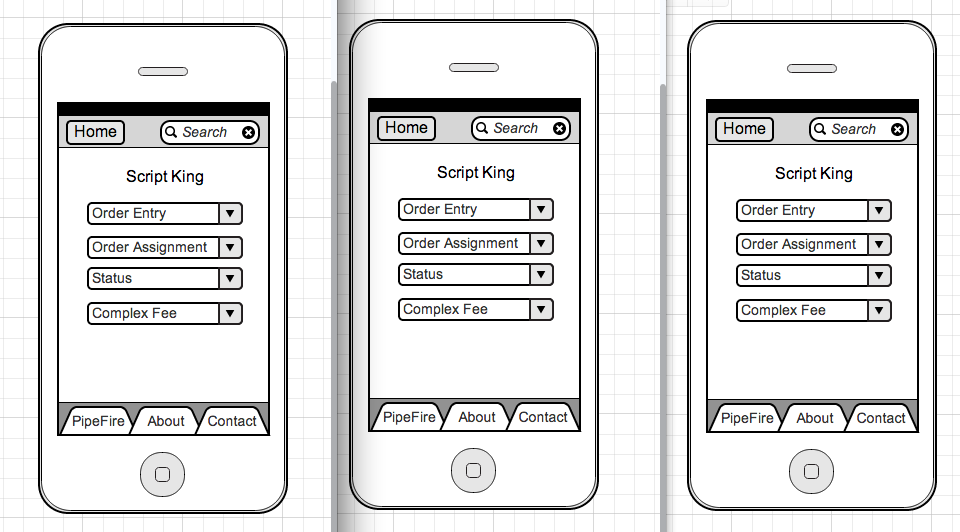 Home Search
Script King
Order Entry
Order Assignment
Status
Complex Fee
PipeFire About Contact
Home Search
Script King
Order Entry
Order Assignment
Status
Complex Fee
PipeFire About Contact
Home Search
Script King
Order Entry
Order Assignment
Status
Complex Fee
PipeFire About Contact